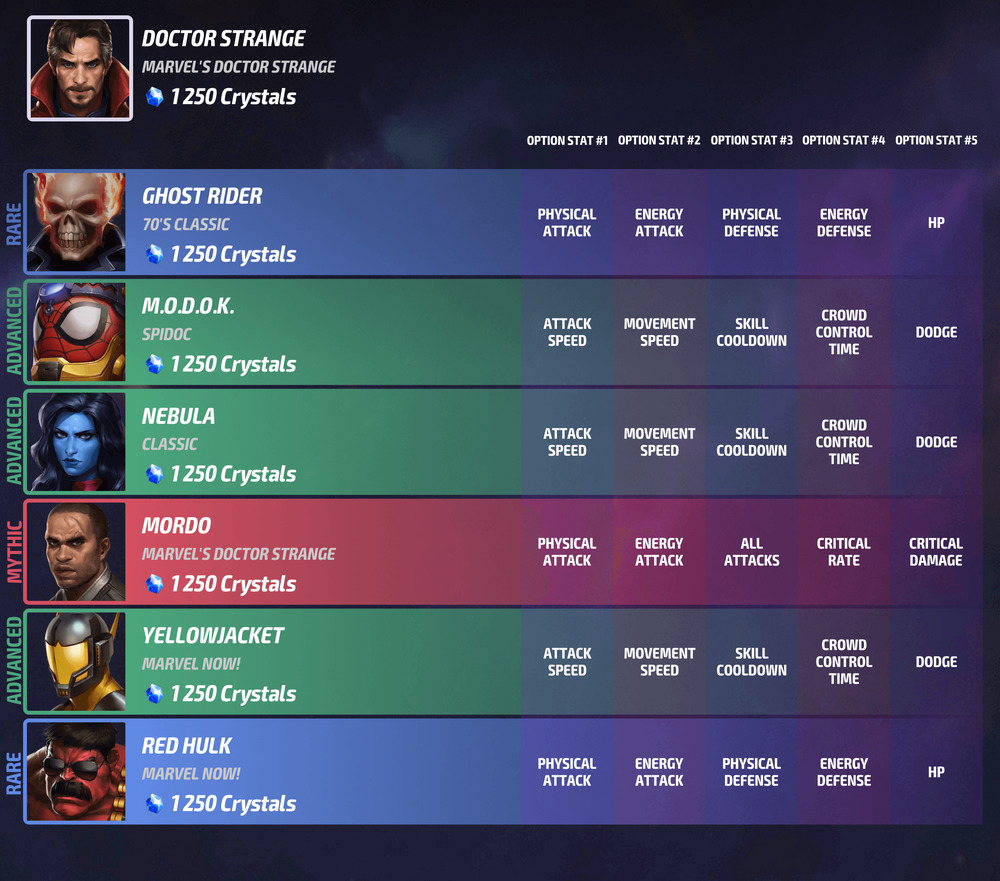 DOCTOR STRANGE
MARVEL'S DOCTOR STRANGE
1 250 Crystals
OPTION STAT #1 OPTION STAT #2 OPTION STAT #3 OPTION STAT #4 OPTION STAT #5
RARE
GHOST RIDER
70'S CLASSIC
1 250 Crystals
PHYSICAL ATTACK
ENERGY ATTACK
PHYSICAL DEFENSE
ENERGY DEFENSE
HP
ADVANCED
M.O.D.O.K.
SPIDOC
1 250 Crystals
ATTACK SPEED
MOVEMENT SPEED
SKILL COOLDOWN
CROWD CONTROL TIME
DODGE
ADVANCED
NEBULA
CLASSIC
1 250 Crystals
ATTACK SPEED
MOVEMENT SPEED
SKILL COOLDOWN
CROWD CONTROL TIME
DODGE
MYTHIC
MORDO
MARVEL'S DOCTOR STRANGE
1 250 Crystals
PHYSICAL ATTACK
ENERGY ATTACK
ALL ATTACKS
CRITICAL RATE
CRITICAL DAMAGE
ADVANCED
YELLOWJACKET
MARVEL NOW!
1 250 Crystals
ATTACK SPEED
MOVEMENT SPEED
SKILL COOLDOWN
CROWD CONTROL TIME
DODGE
RARE
RED HULK
MARVEL NOW!
1 250 Crystals
PHYSICAL ATTACK
ENERGY ATTACK
PHYSICAL DEFENSE
ENERGY DEFENSE
HP